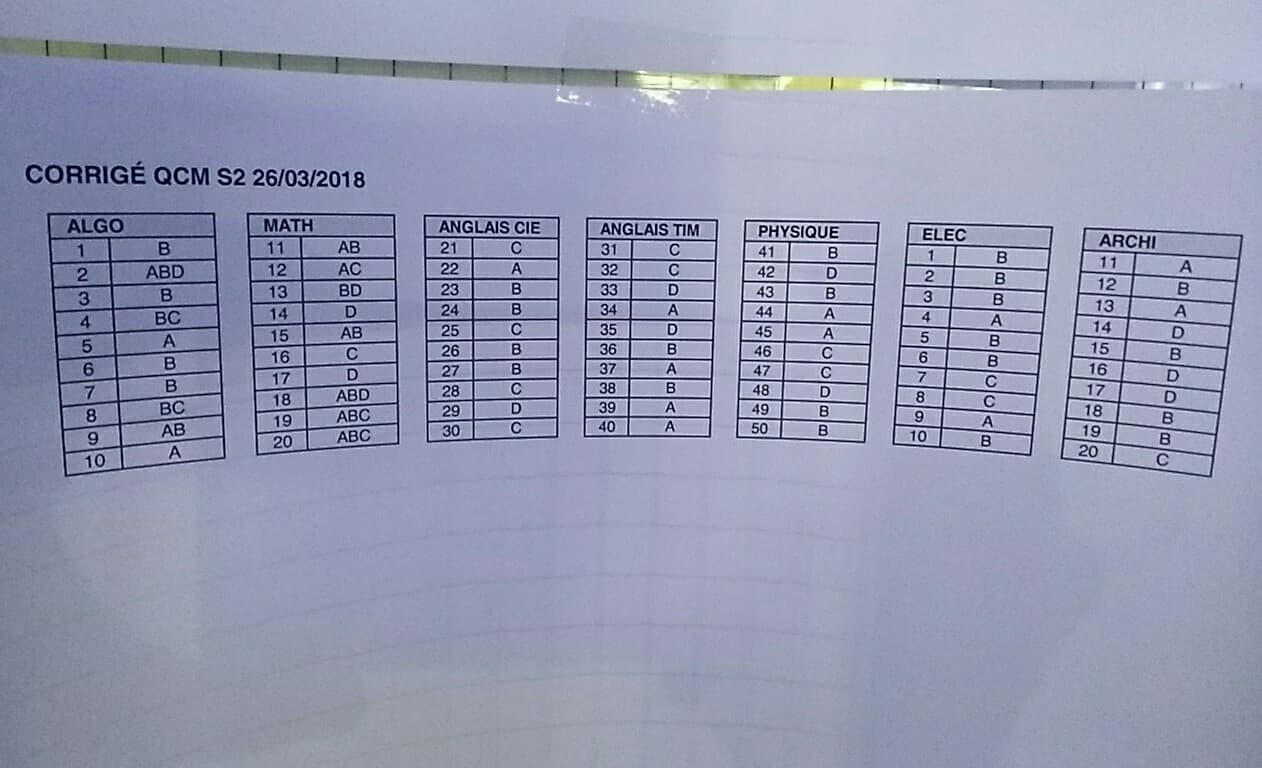 CORRIGÉ QCM S2 26/03/2018
ALGO
1 B
2 ABD
3 B
4 BC
5 A
6 B
7 B
8 BC
9 AB
10 A
MATH
11 AB
12 AC
13 BD
14 D
15 AB
16 C
17 D
18 ABD
19 ABC
20 ABC
ANGLAIS CIE
21 C
22 A
23 B
24 B
25 C
26 B
27 B
28 C
29 D
30 C
ANGLAIS TIM
31 C
32 C
33 D
34 A
35 D
36 B
37 A
38 B
39 A
40 A
PHYSIQUE
41 B
42 D
43 B
44 A
45 A
46 C
47 C
48 D
49 B
50 B
ELEC
1 B
2 B
3 B
4 A
5 B
6 B
7 C
8 C
9 A
10 B
ARCHI
11 A
12 B
13 A
14 D
15 B
16 D
17 D
18 B
19 B
20 C